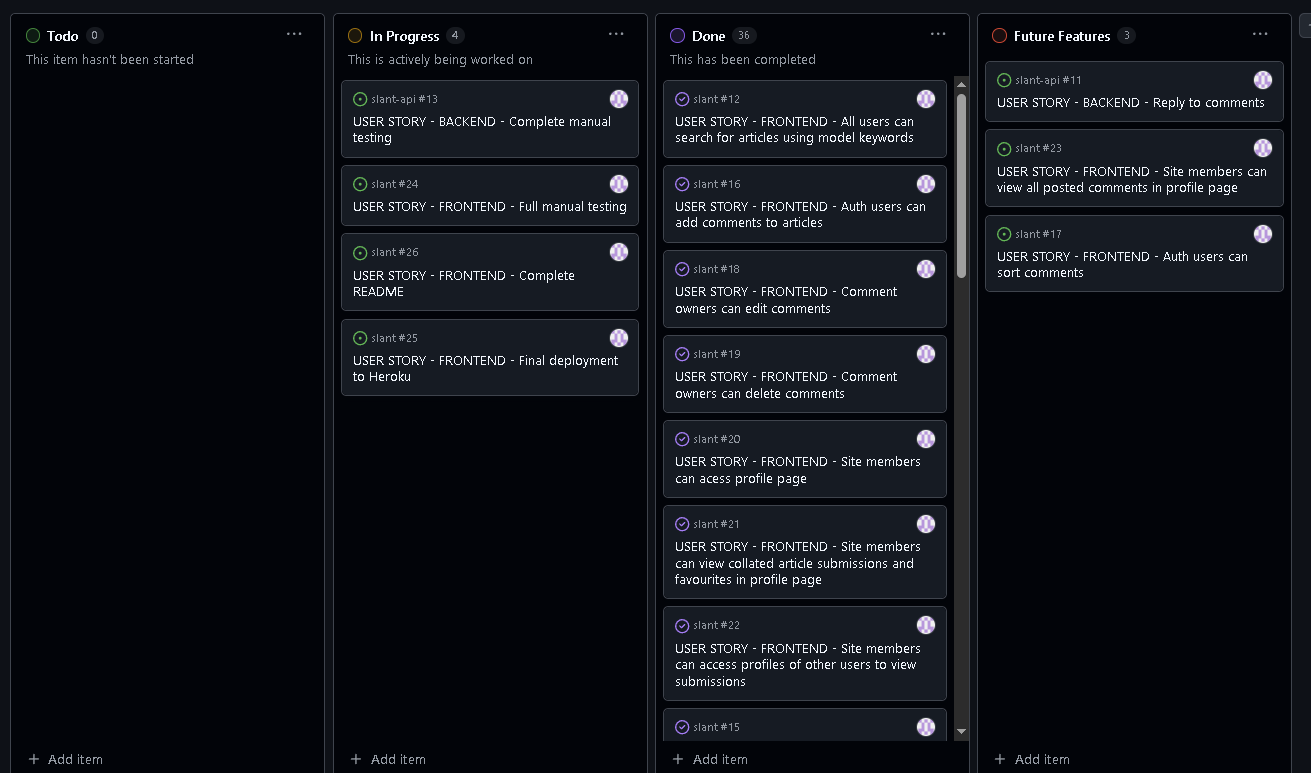 Todo 0
This item hasn't been started
Add item
In Progress 4
This is actively being worked on
slant-api #13
USER STORY - BACKEND - Complete manual
testing
slant #24
USER STORY - FRONTEND - Full manual testing
slant #26
USER STORY - FRONTEND - Complete
README
slant #25
USER STORY - FRONTEND - Final deployment
to Heroku
Add item
Done 36
This has been completed
slant #12
USER STORY - FRONTEND - All users can
search for articles using model keywords
slant #16
USER STORY - FRONTEND - Auth users can
add comments to articles
slant #18
USER STORY - FRONTEND - Comment
owners can edit comments
slant #19
USER STORY - FRONTEND - Comment
owners can delete comments
slant #20
USER STORY - FRONTEND - Site members
can acess profile page
slant #21
USER STORY - FRONTEND - Site members
can view collated article submissions and
favourites in profile page
slant #22
USER STORY - FRONTEND - Site members
can access profiles of other users to view
submissions
slant #15
Add item
Future Features 3
slant-api #11
USER STORY - BACKEND - Reply to comments
slant #23
USER STORY - FRONTEND - Site members can
view all posted comments in profile page
slant #17
USER STORY - FRONTEND - Auth users can
sort comments
Add item